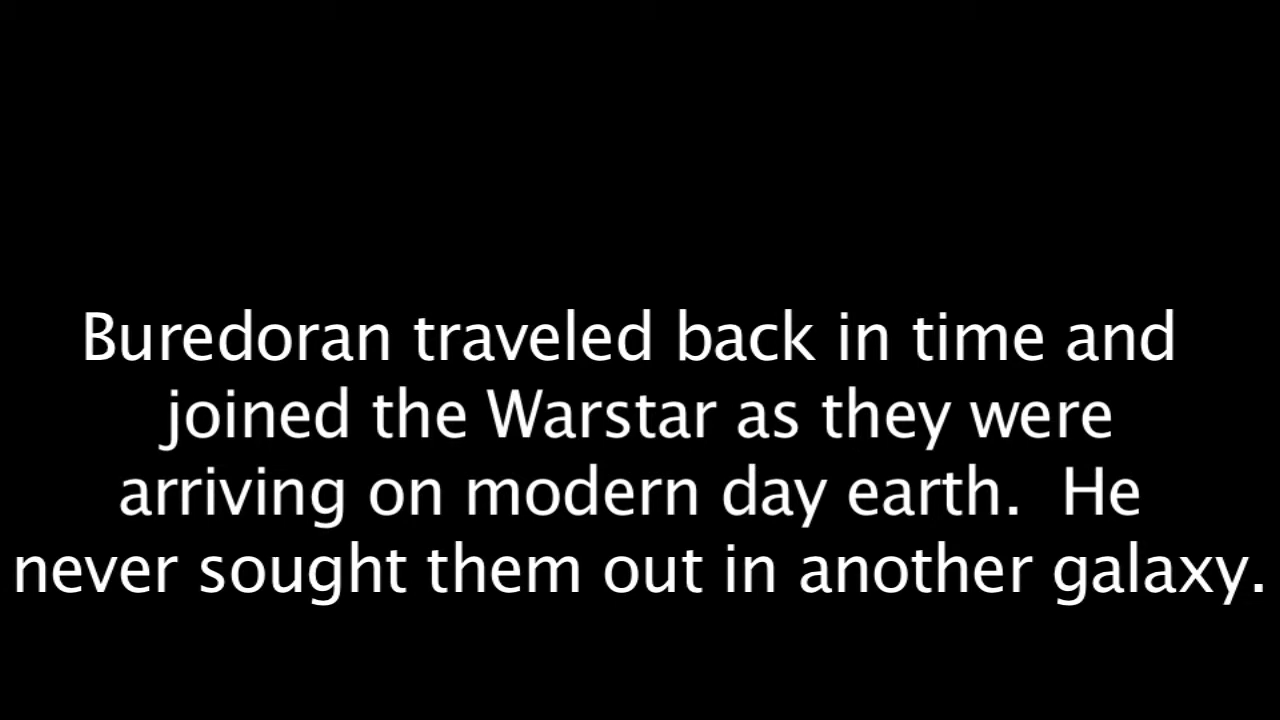 Buredoran traveled back in time and
joined the Warstar as they were
arriving on modern day earth.  He
never sought them out in another galaxy.